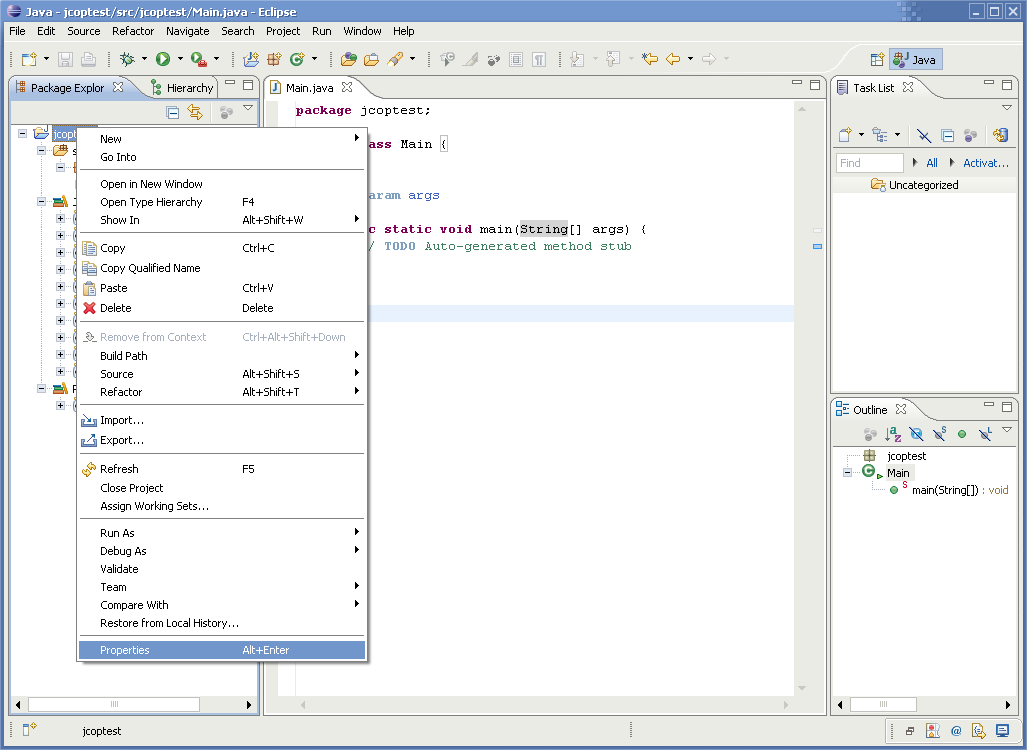 Java - jcoptest/src/jcoptest/Main.java - Eclipse
File Edit Source Refactor Navigate Search Project Run Window Help
Java
Package Explor Hierarchy
Main.java
Task List
package jcoptest;
ass Main {
aram args
c static void main(String[] args) {
/ TODO Auto-generated method stub
jcopt
New
Go Into
Open in New Window
Open Type Hierarchy F4
Show In Alt+Shift+W
Copy Ctrl+C
Copy Qualified Name
Paste Ctrl+V
Delete Delete
Remove from Context Ctrl+Alt+Shift+Down
Build Path
Source Alt+Shift+S
Refactor Alt+Shift+T
Import...
Export...
Refresh F5
Close Project
Assign Working Sets...
Run As
Debug As
Validate
Team
Compare With
Restore from Local History...
Properties Alt+Enter
Find All Activat...
Uncategorized
Outline
jcoptest
Main
main(String[]) : void
jcoptest